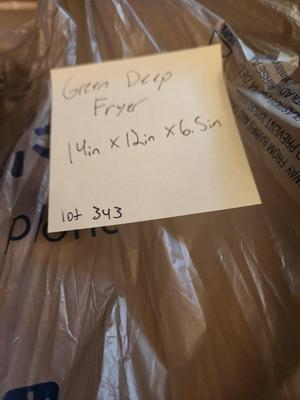 Green Deep
Fryer
14in x 12in x 6.5in
lot 343